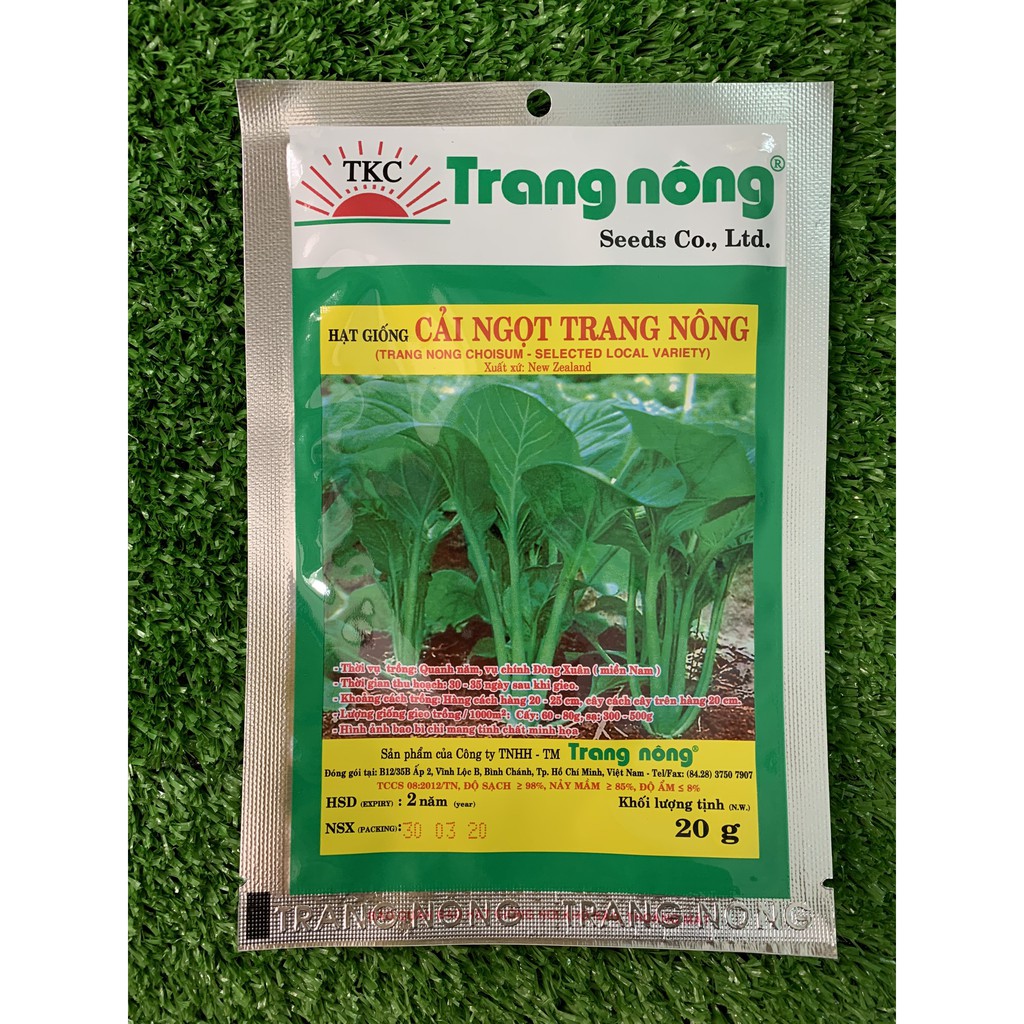 TKC
Trang nông®
Seeds Co., Ltd.
HẠT GIỐNG CẢI NGỌT TRANG NÔNG
(TRANG NONG CHOISUM - SELECTED LOCAL VARIETY)
Xuất xứ: New Zealand
- Thời vụ trồng: Quanh năm, vụ chính Đông Xuân ( miền Nam )
- Thời gian thu hoạch: 30 - 35 ngày sau khi gieo.
- Khoảng cách trồng: Hàng cách hàng 20 - 25 cm, cây cách cây trên hàng 20 cm.
- Lượng giống gieo trồng / 1000m²: Cấy: 60 - 80g, sạ: 300 - 500g
- Hình ảnh bao bì chỉ mang tính chất minh họa
Sản phẩm của Công ty TNHH - TM Trang nông®
Đóng gói tại: B12/35B Ấp 2, Vĩnh Lộc B, Bình Chánh, Tp. Hồ Chí Minh, Việt Nam - Tel/Fax: (84.28) 3750 7907
TCCS 08:2012/TN, ĐỘ SẠCH ≥ 98%, NẢY MẦM ≥ 85%, ĐỘ ẨM ≤ 8%
HSD (EXPIRY) : 2 năm (year)
Khối lượng tịnh (N.W.)
NSX (PACKING): 30 03 20
20 g
TRANG NONG TRANG NONG